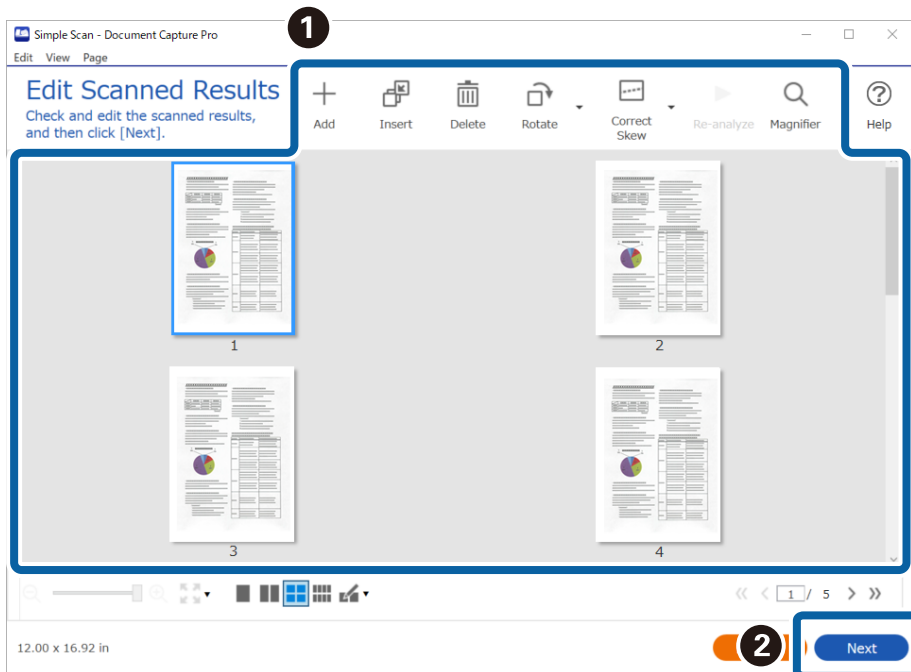 1
Simple Scan - Document Capture Pro
Edit View Page
Edit Scanned Results
Check and edit the scanned results,
and then click [Next].
Add
Insert
Delete
Rotate
Correct
Skew
Re-analyze
Magnifier
Help
1
2
3
4
1 / 5
12.00 x 16.92 in
2
Next